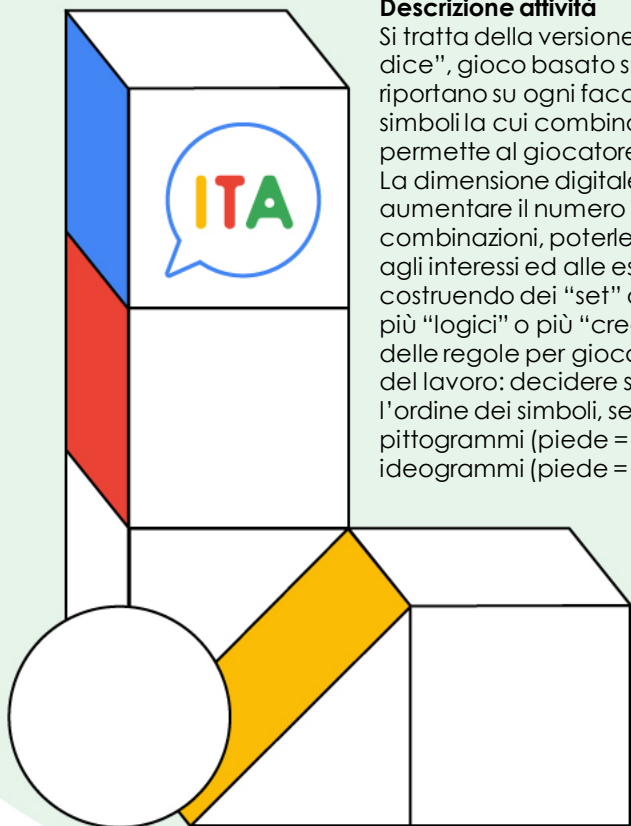 Descrizione attività
Si tratta della versione
dice”, gioco basato s
riportano su ogni facc
simboli la cui combina
permette al giocatore
La dimensione digitale
aumentare il numero
combinazioni, poterle
agli interessi ed alle es
costruendo dei “set”
più “logici” o più “cre
delle regole per gioco
del lavoro: decidere s
l’ordine dei simboli, se
pittogrammi (piede =
ideogrammi (piede =
ITA